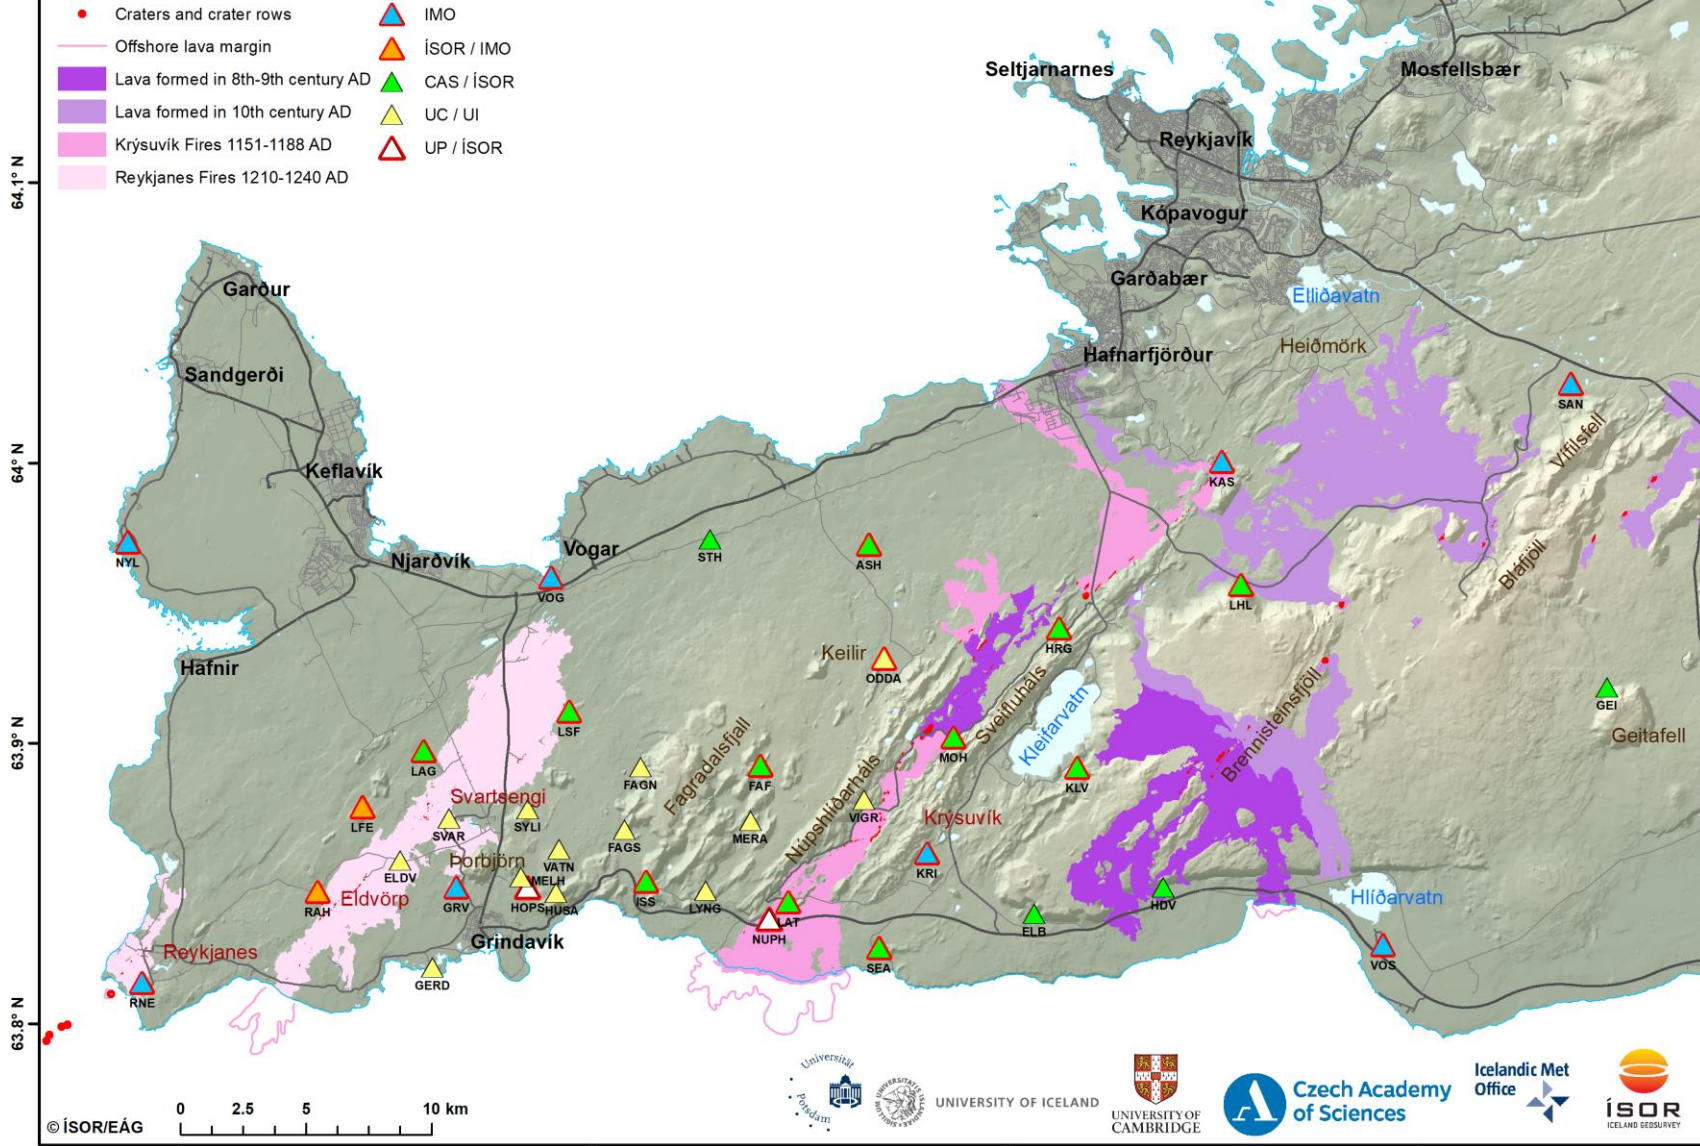 Craters and crater rows
Offshore lava margin
Lava formed in 8th-9th century AD
Lava formed in 10th century AD
Krýsuvík Fires 1151-1188 AD
Reykjanes Fires 1210-1240 AD
IMO
ÍSOR / IMO
CAS / ÍSOR
UC / UI
UP / ÍSOR
64.1° N
64° N
63.9° N
63.8° N
Seltjarnarnes
Mosfellsbær
Reykjavík
Kópavogur
Garðabær
Elliðavatn
Garður
Hafnarfjörður
Heiðmörk
Sandgerði
SAN
Vífilsfell
Keflavík
KAS
NYL
Njarðvík
Vogar
STH
ASH
VOG
Bláfjöll
LHL
HRG
Keilir
ODDA
Hafnir
Sveifluháls
Kleifarvatn
Brennisteinsfjöll
GEI
Geitafell
LSF
MOH
LAG
FAGN
Fagradalsfjall
FAF
KLV
Svartsengi
LFE
SVAR
SYLI
FAGS
MERA
Núpshlíðarháls
VIGR
Krýsuvík
Þorbjörn
VATN
ELDV
MELH
KRI
RAH
Eldvörp
GRV
HOPS
HUSA
ISS
LYNG
LAT
HDV
Hlíðarvatn
NUPH
ELB
Grindavík
Reykjanes
SEA
VOS
GERD
RNE
© ÍSOR/EÁG
0 2.5 5 10 km
Universität
Potsdam
SIGILLUM UNIVERSITATIS ISLANDIAE
UNIVERSITY OF ICELAND
UNIVERSITY OF
CAMBRIDGE
Czech Academy
of Sciences
Icelandic Met
Office
ÍSOR
ICELAND GEOSURVEY